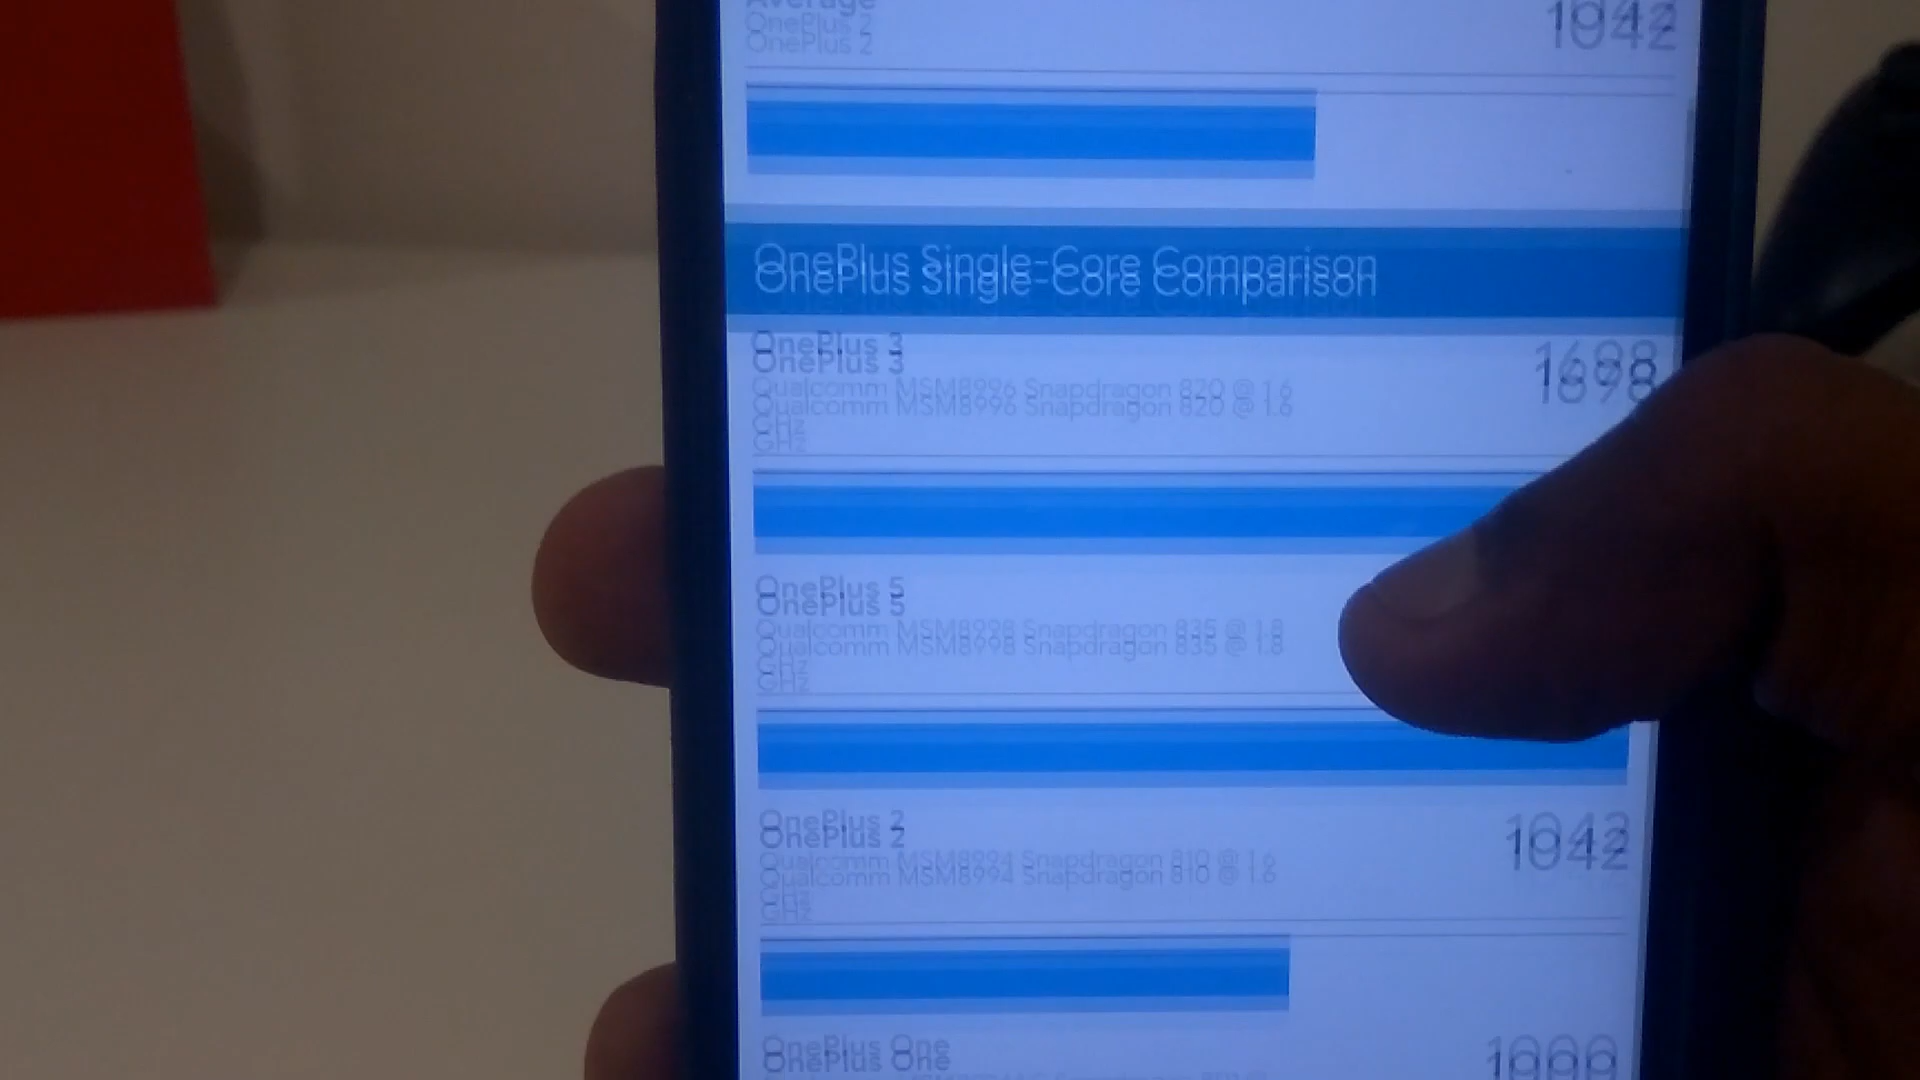 Average
1042
OnePlus 2
OnePlus Single-Core Comparison
OnePlus 3
1698
Qualcomm MSM8996 Snapdragon 820 @ 1.6
GHz
OnePlus 5
Qualcomm MSM8998 Snapdragon 835 @ 1.8
GHz
OnePlus 2
1042
Qualcomm MSM8994 Snapdragon 810 @ 1.6
GHz
OnePlus One